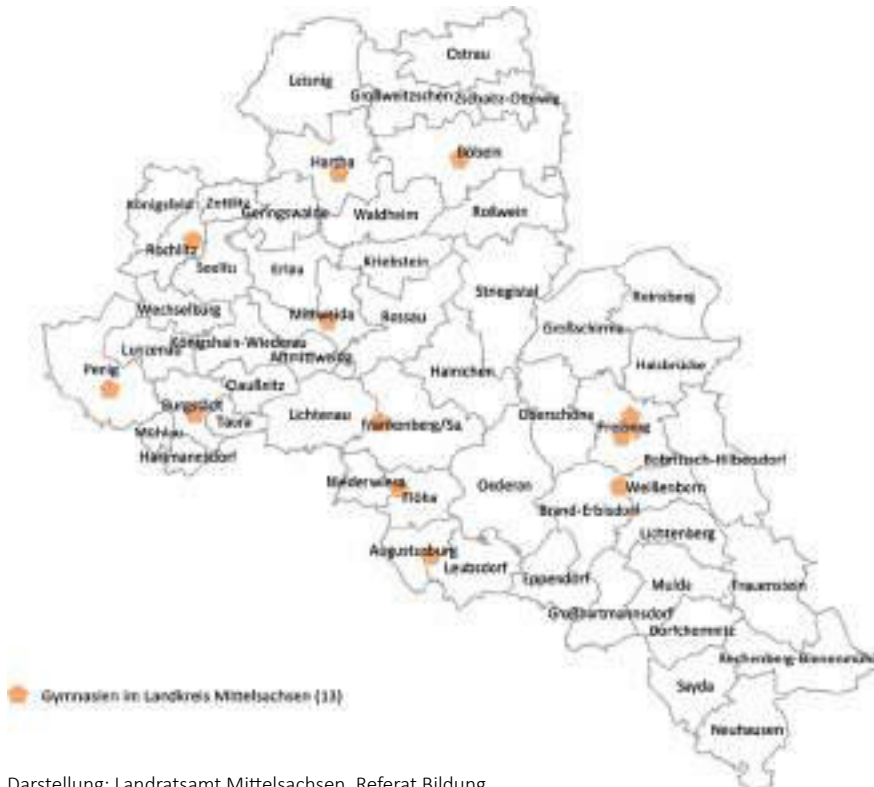 Ostrau
Leisnig
Großweitzschen Zschaitz-Ottewig
Hartha
Döbeln
Königsfeld
Zettlitz
Geringswalde
Waldheim
Roßwein
Rochlitz
Seelitz
Erlau
Kriebstein
Striegistal
Reinsberg
Wechselburg
Mittweida
Rossau
Großschirma
Lunzenau
Königshain-Wiederau
Altmittweida
Hainichen
Halsbrücke
Penig
Claußnitz
Burgstädt
Taura
Lichtenau
Frankenberg/Sa.
Oberschöna
Freiberg
Mühlau
Hartmannsdorf
Bobritzsch-Hilbersdorf
Niederwiesa
Flöha
Oederan
Weißenborn
Brand-Erbisdorf
Lichtenberg
Augustusburg
Leubsdorf
Eppendorf
Mulda
Frauenstein
Großhartmannsdorf
Dorfchemnitz
Rechenberg-Bienenmühle
Sayda
Neuhausen
Gymnasien im Landkreis Mittelsachsen (13)
Darstellung: Landratsamt Mittelsachsen, Referat Bildung